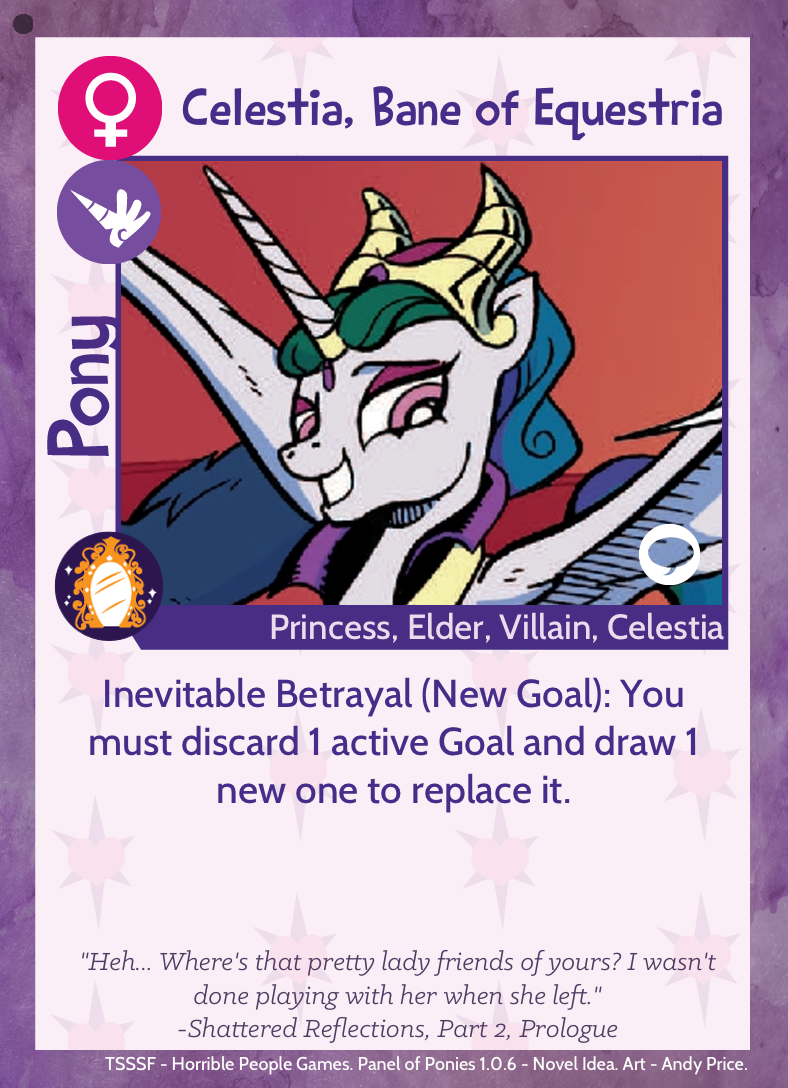 Celestia, Bane of Equestria
Pony
Princess, Elder, Villain, Celestia
Inevitable Betrayal (New Goal): You
must discard 1 active Goal and draw 1
new one to replace it.
"Heh... Where's that pretty lady friends of yours? I wasn't
done playing with her when she left."
-Shattered Reflections, Part 2, Prologue
TSSSF - Horrible People Games. Panel of Ponies 1.0.6 - Novel Idea. Art - Andy Price.